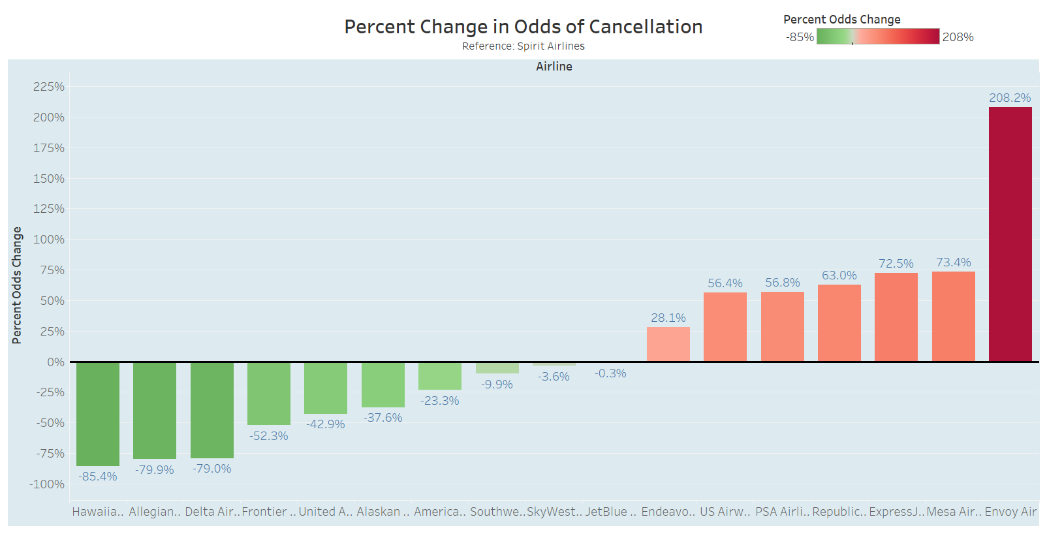 Percent Change in Odds of Cancellation
Reference: Spirit Airlines
Percent Odds Change
-85% 208%
Airline
Percent Odds Change
225%
200%
175%
150%
125%
100%
75%
50%
25%
0%
-25%
-50%
-75%
-100%
-85.4% -79.9% -79.0% -52.3% -42.9% -37.6% -23.3% -9.9% -3.6% -0.3% 28.1% 56.4% 56.8% 63.0% 72.5% 73.4% 208.2%
Hawaiia.. Allegian.. Delta Air.. Frontier .. United A.. Alaskan .. America.. Southwe.. SkyWest.. JetBlue .. Endeavo.. US Airw.. PSA Airli.. Republic.. ExpressJ.. Mesa Air.. Envoy Air